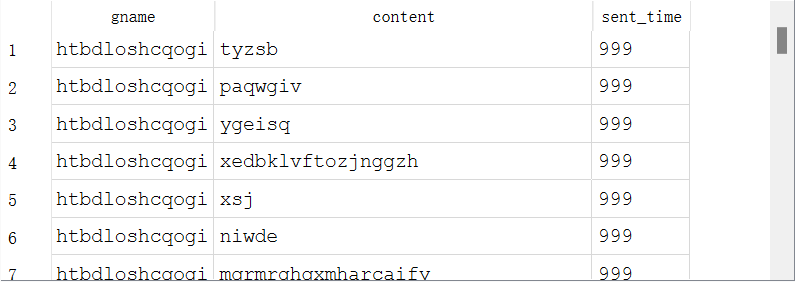 gname content sent_time
1 htbdloshcqogi tyzsb 999
2 htbdloshcqogi paqwgiv 999
3 htbdloshcqogi ygeisq 999
4 htbdloshcqogi xedbklvftozjnggzh 999
5 htbdloshcqogi xsj 999
6 htbdloshcqogi niwde 999
7 htbdloshcqogi 999